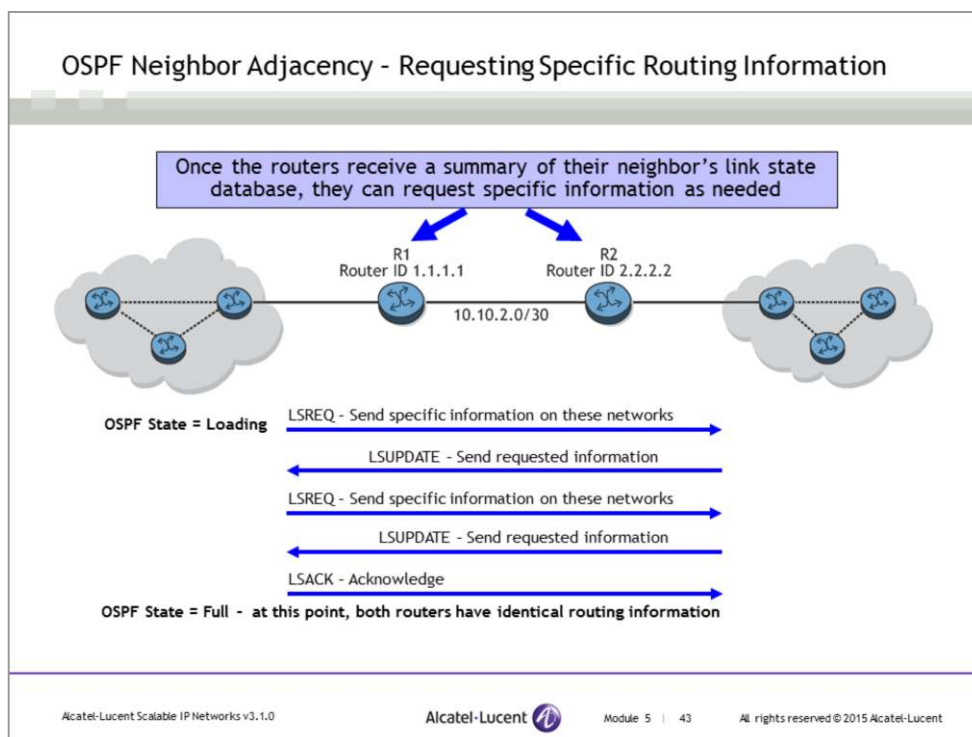 OSPF Neighbor Adjacency – Requesting Specific Routing Information
Once the routers receive a summary of their neighbor's link state
database, they can request specific information as needed
R1
Router ID 1.1.1.1
R2
Router ID 2.2.2.2
10.10.2.0/30
OSPF State = Loading
LSREQ – Send specific information on these networks
LSUPDATE – Send requested information
LSREQ – Send specific information on these networks
LSUPDATE – Send requested information
LSACK – Acknowledge
OSPF State = Full - at this point, both routers have identical routing information
Alcatel-Lucent Scalable IP Networks v3.1.0
Alcatel·Lucent
Module 5 | 43
All rights reserved © 2015 Alcatel-Lucent